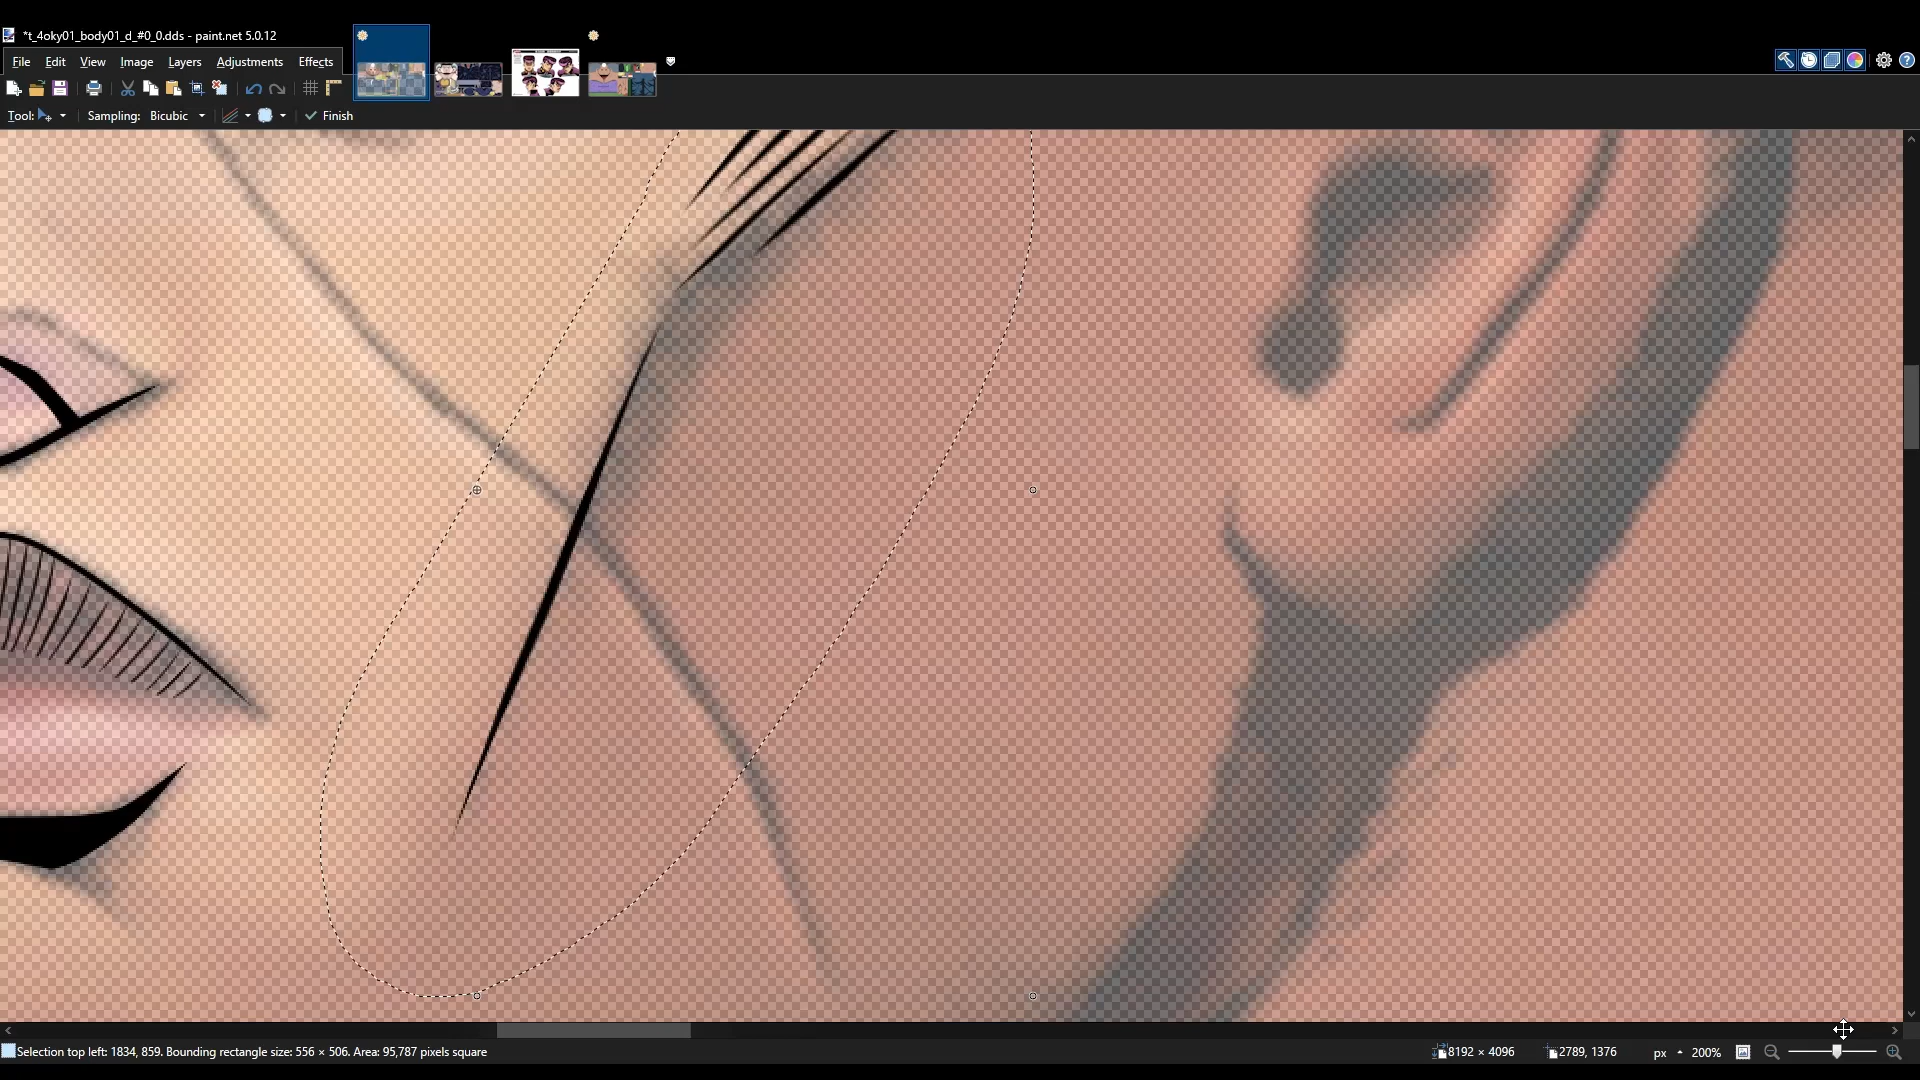 *t_4oky01_body01_d_#0_0.dds - paint.net 5.0.12
File Edit View Image Layers Adjustments Effects
Tool: Sampling: Bicubic Finish
Selection top left: 1834, 859. Bounding rectangle size: 556 × 506. Area: 95,787 pixels square 8192 × 4096 2789, 1376 px 200%